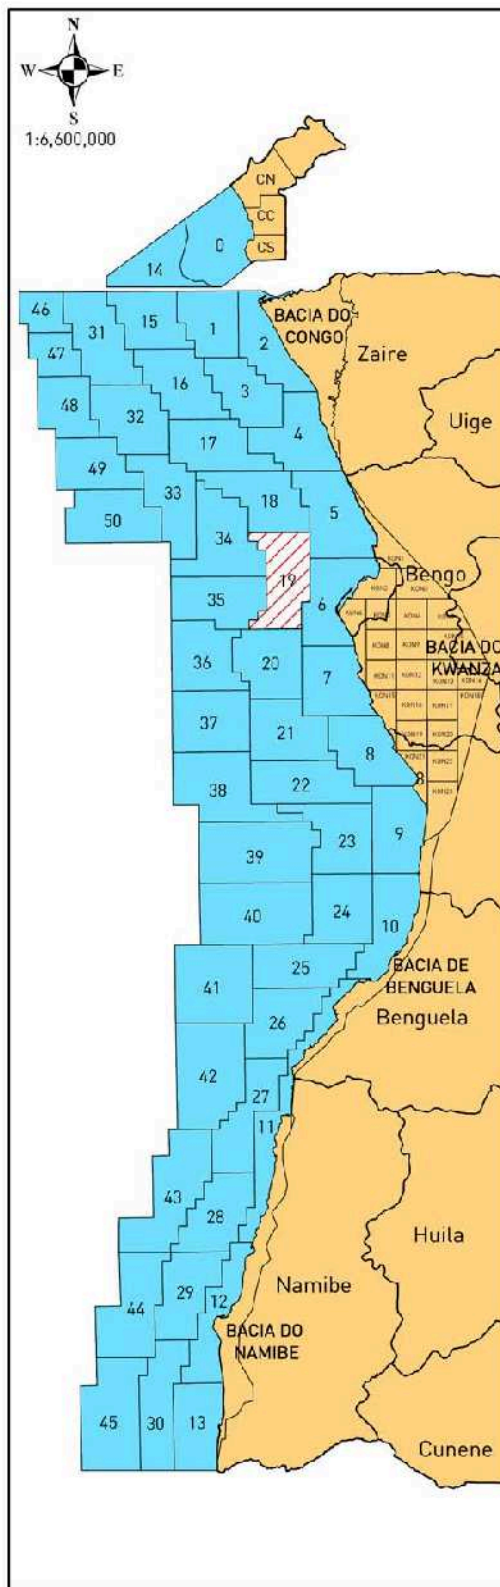 N
W E
S
1:6,600,000
CN
CC
CS
0
14
46
31
15
1
2
BACIA DO
CONGO
Zaire
47
16
3
48
32
4
Uige
17
49
33
18
5
50
34
19
Bengo
35
6
36
20
7
BACIA DO
KWANZA
37
21
8
22
38
8
23
9
39
24
40
10
25
BACIA DE
BENGUELA
41
26
Benguela
42
27
11
43
28
Huila
Namibe
29
12
44
BACIA DO
NAMIBE
45
30
13
Cunene